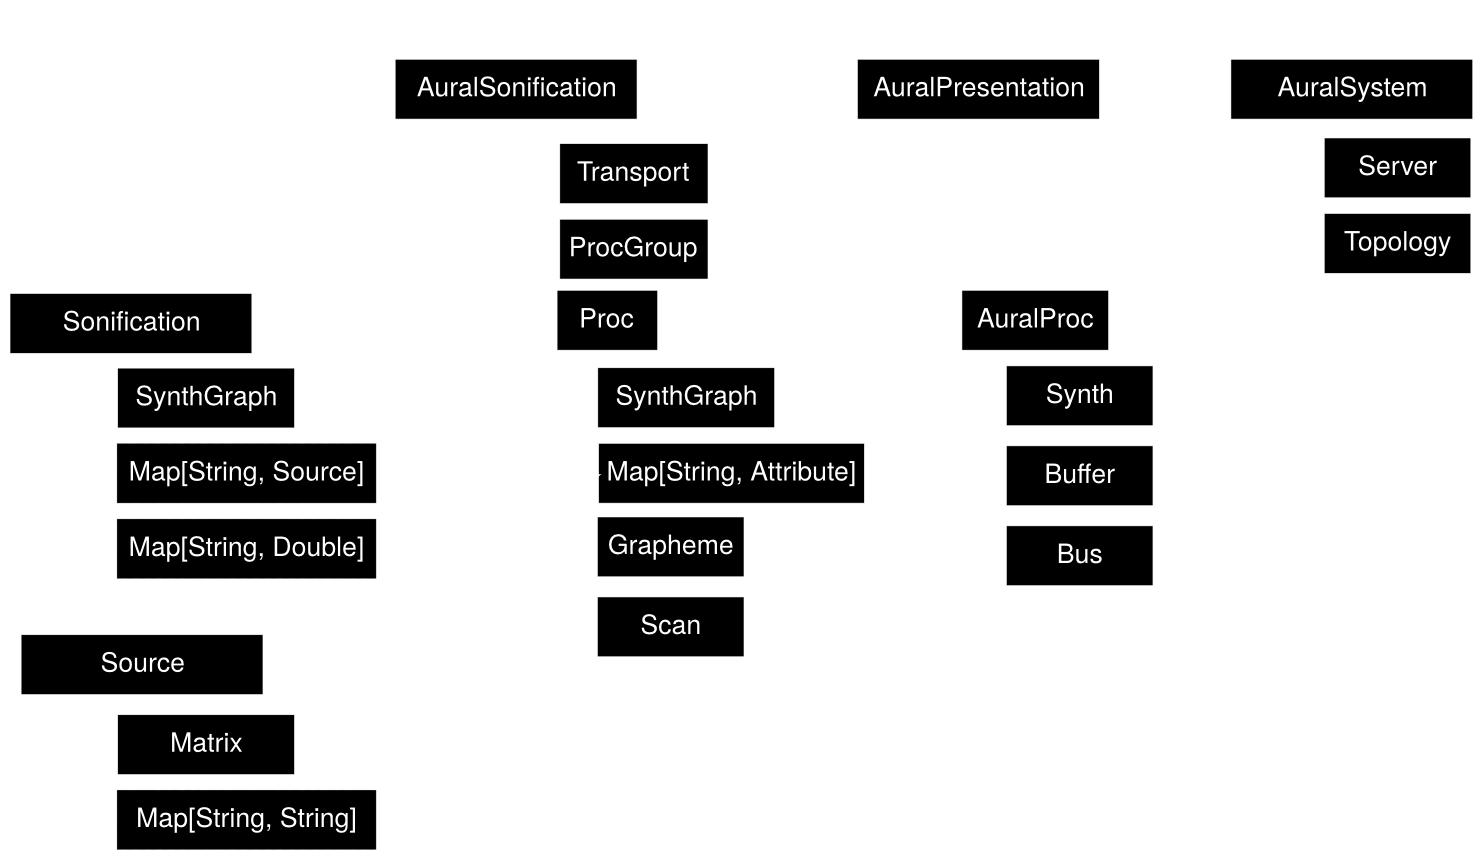 AuralSonification
AuralPresentation
AuralSystem
Transport
Server
ProcGroup
Topology
Sonification
Proc
AuralProc
SynthGraph
SynthGraph
Synth
Map[String, Source]
Map[String, Attribute]
Buffer
Map[String, Double]
Grapheme
Bus
Scan
Source
Matrix
Map[String, String]